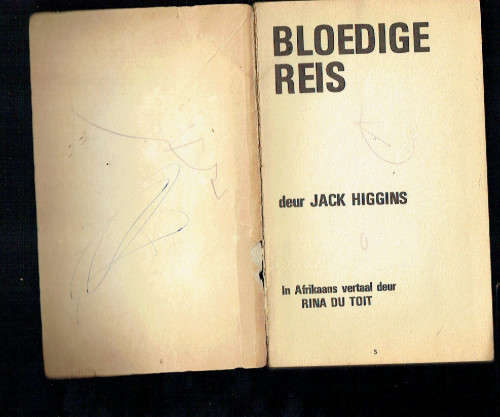 BLOEDIGE
REIS
deur JACK HIGGINS
In Afrikaans vertaal deur
RINA DU TOIT
5